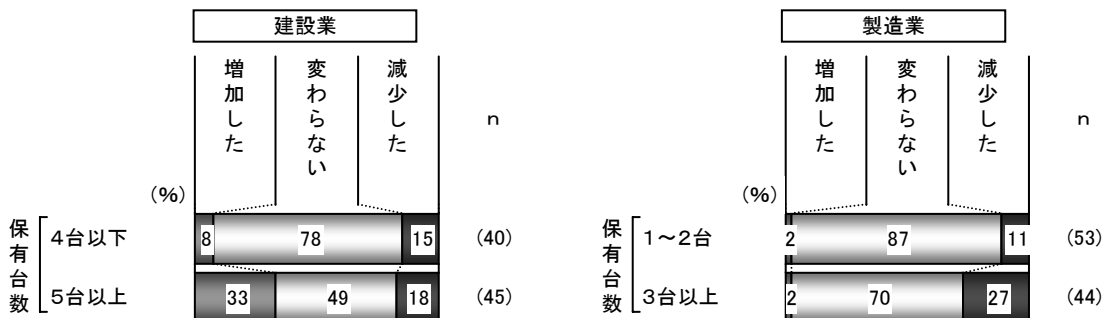 建設業
増加した
変わらない
減少した
n
(%)
保有台数
4台以下
8
78
15
(40)
5台以上
33
49
18
(45)
製造業
増加した
変わらない
減少した
n
(%)
保有台数
1～2台
2
87
11
(53)
3台以上
2
70
27
(44)